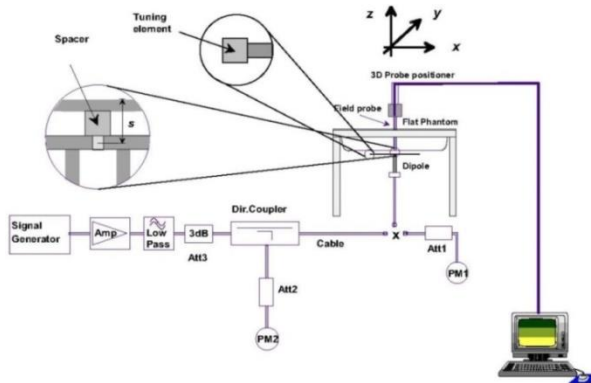 Tuning
element
Spacer
s
z
y
x
3D Probe positioner
Field probe
Flat Phantom
Dipole
Signal
Generator
Amp
Low
Pass
3dB
Att3
Dir.Coupler
Cable
x
Att1
PM1
Att2
PM2